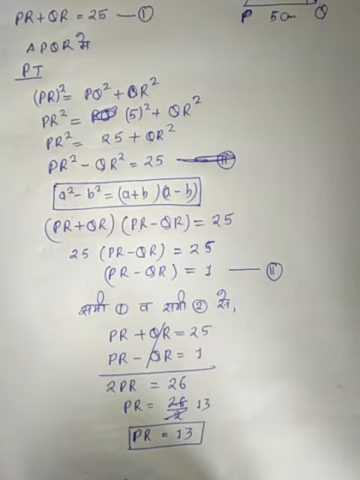 PR + QR = 25 — I
P 5cm Q
Δ PQR में
PT
(PR)² = PQ² + QR²
PR² = (5)² + QR²
PR² = 25 + QR²
PR² - QR² = 25
a² - b² = (a+b)(a-b)
(PR+QR) (PR-QR) = 25
25 (PR-QR) = 25
(PR-QR) = 1 — II
समी ① व समी ② से,
PR + QR = 25
PR - QR = 1
2PR = 26
PR = 26/2 13
PR = 13